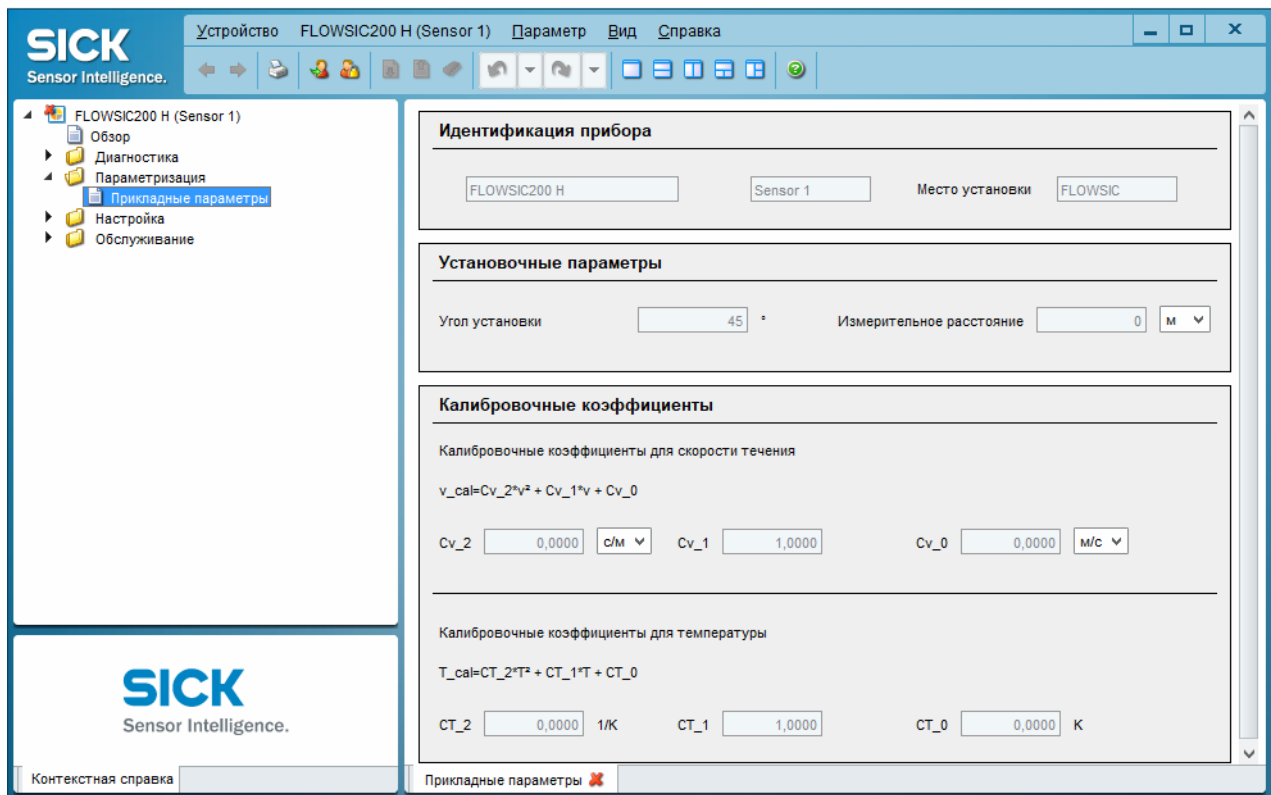 SICK
Sensor Intelligence.
Устройство FLOWSIC200 H (Sensor 1) Параметр Вид Справка
FLOWSIC200 H (Sensor 1)
Обзор
Диагностика
Параметризация
Прикладные параметры
Настройка
Обслуживание
SICK
Sensor Intelligence.
Контекстная справка
Идентификация прибора
FLOWSIC200 H Sensor 1 Место установки FLOWSIC
Установочные параметры
Угол установки 45 ° Измерительное расстояние 0 м
Калибровочные коэффициенты
Калибровочные коэффициенты для скорости течения
v_cal=Cv_2*v² + Cv_1*v + Cv_0
Cv_2 0,0000 с/м Cv_1 1,0000 Cv_0 0,0000 м/с
Калибровочные коэффициенты для температуры
T_cal=CT_2*T² + CT_1*T + CT_0
CT_2 0,0000 1/K CT_1 1,0000 CT_0 0,0000 K
Прикладные параметры